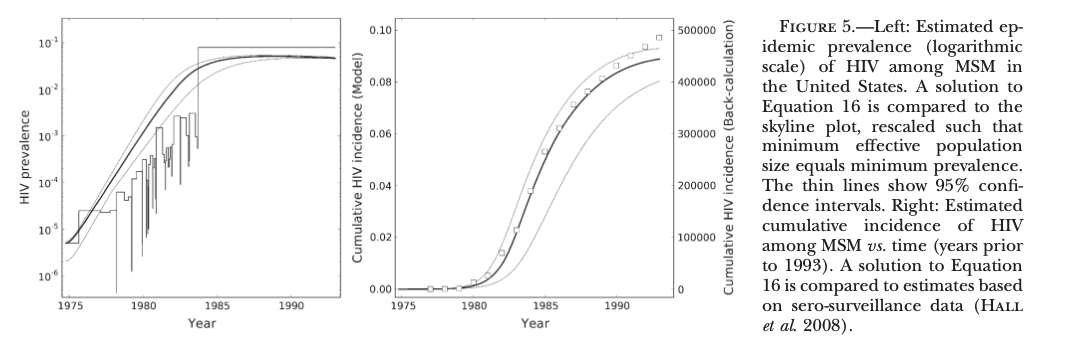 10⁻¹
10⁻²
10⁻³
10⁻⁴
10⁻⁵
10⁻⁶
HIV prevalence
1975
1980
1985
1990
Year
0.10
0.08
0.06
0.04
0.02
0.00
Cumulative HIV incidence (Model)
500000
400000
300000
200000
100000
0
Cumulative HIV incidence (Back-calculation)
1975
1980
1985
1990
Year
FIGURE 5.—Left: Estimated ep-
idemic prevalence (logarithmic
scale) of HIV among MSM in
the United States. A solution to
Equation 16 is compared to the
skyline plot, rescaled such that
minimum effective population
size equals minimum prevalence.
The thin lines show 95% confi-
dence intervals. Right: Estimated
cumulative incidence of HIV
among MSM vs. time (years prior
to 1993). A solution to Equation
16 is compared to estimates based
on sero-surveillance data (HALL
et al. 2008).